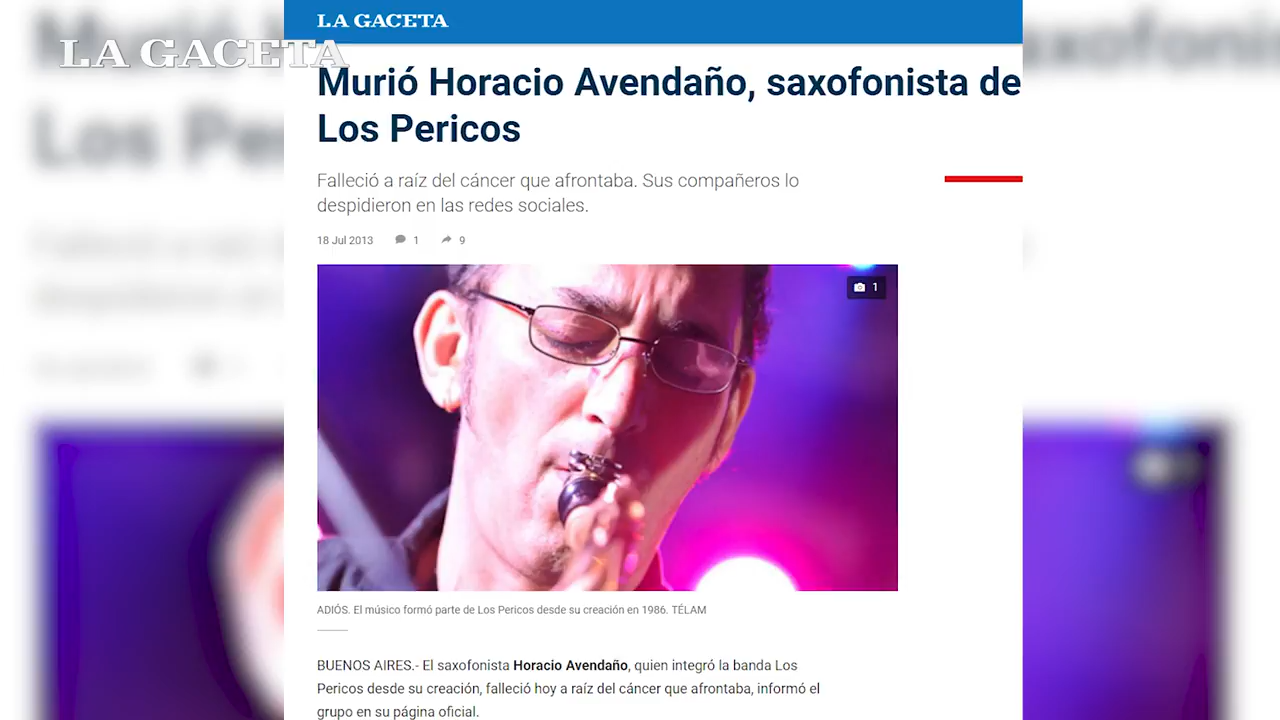 LA GACETA
LA GACETA
Murió Horacio Avendaño, saxofonista de
Los Pericos
Falleció a raíz del cáncer que afrontaba. Sus compañeros lo
despidieron en las redes sociales.
18 Jul 2013 1 9
1
ADIÓS. El músico formó parte de Los Pericos desde su creación en 1986. TÉLAM
BUENOS AIRES.- El saxofonista Horacio Avendaño, quien integró la banda Los
Pericos desde su creación, falleció hoy a raíz del cáncer que afrontaba, informó el
grupo en su página oficial.